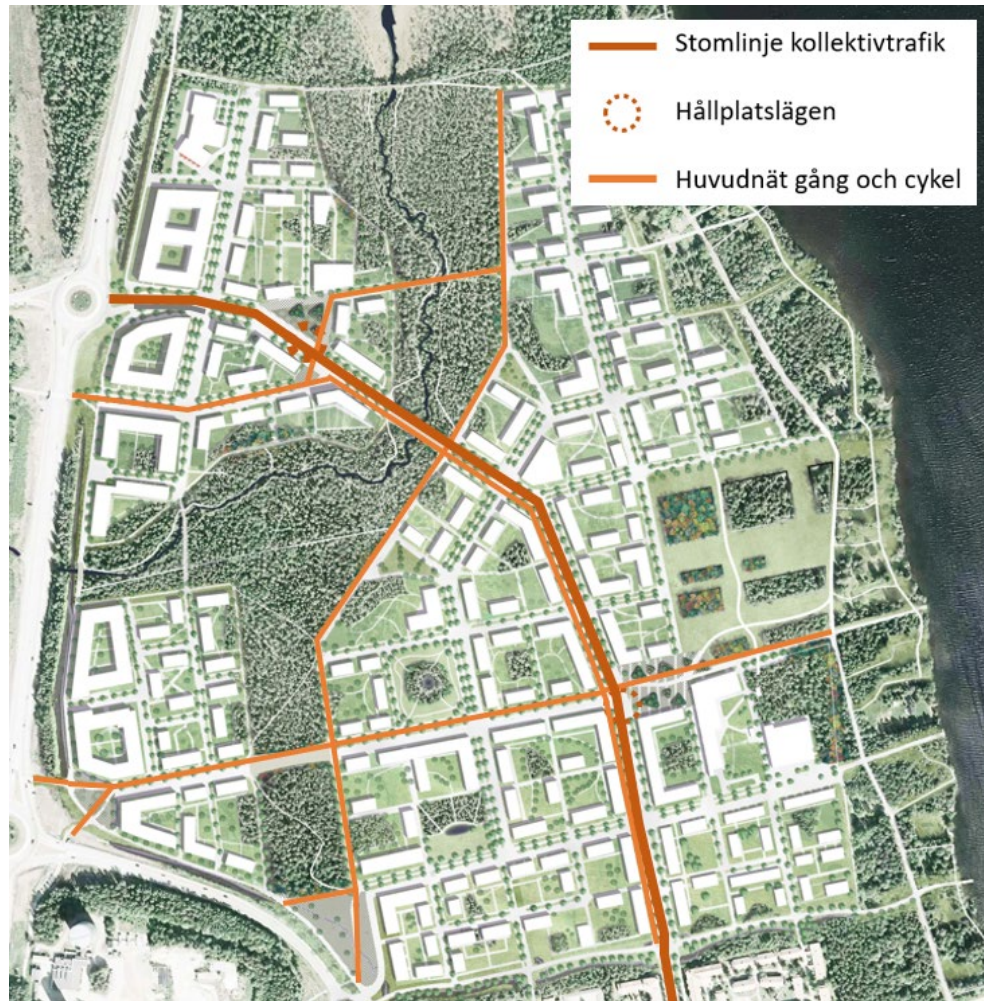 Stomlinje kollektivtrafik
Hållplatslägen
Huvudnät gång och cykel